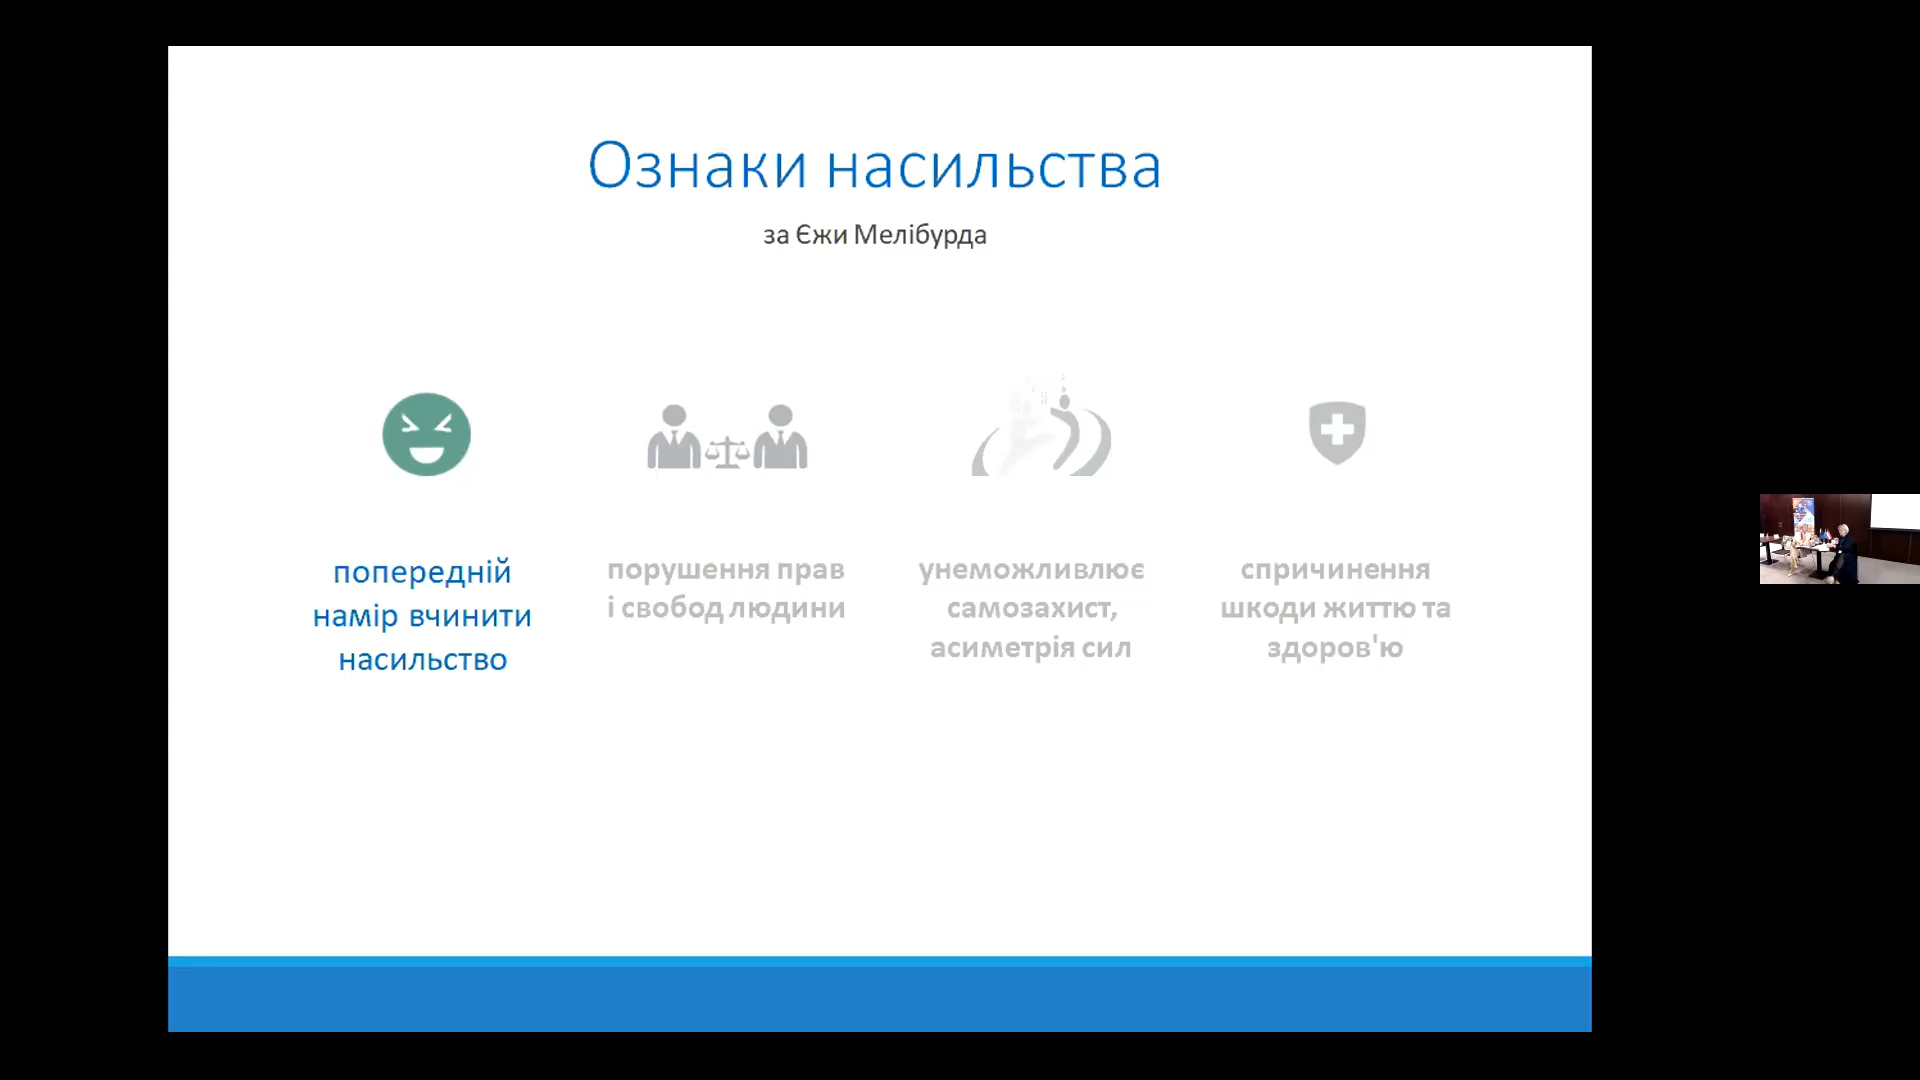 Ознаки насильства
за Єжи Мелібурда
попередній
намір вчинити
насильство
порушення прав
і свобод людини
унеможливлює
самозахист,
асиметрія сил
спричинення
шкоди життю та
здоров'ю